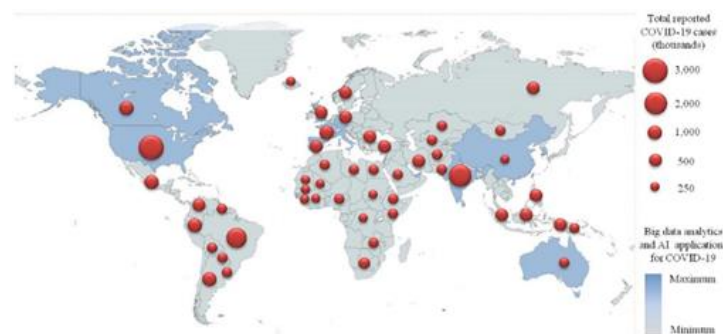 Total reported
COVID-19 cases
(thousands)
3,000
2,000
1,000
500
250
Big data analytics
and AI application
for COVID-19
Maximum
Minimum